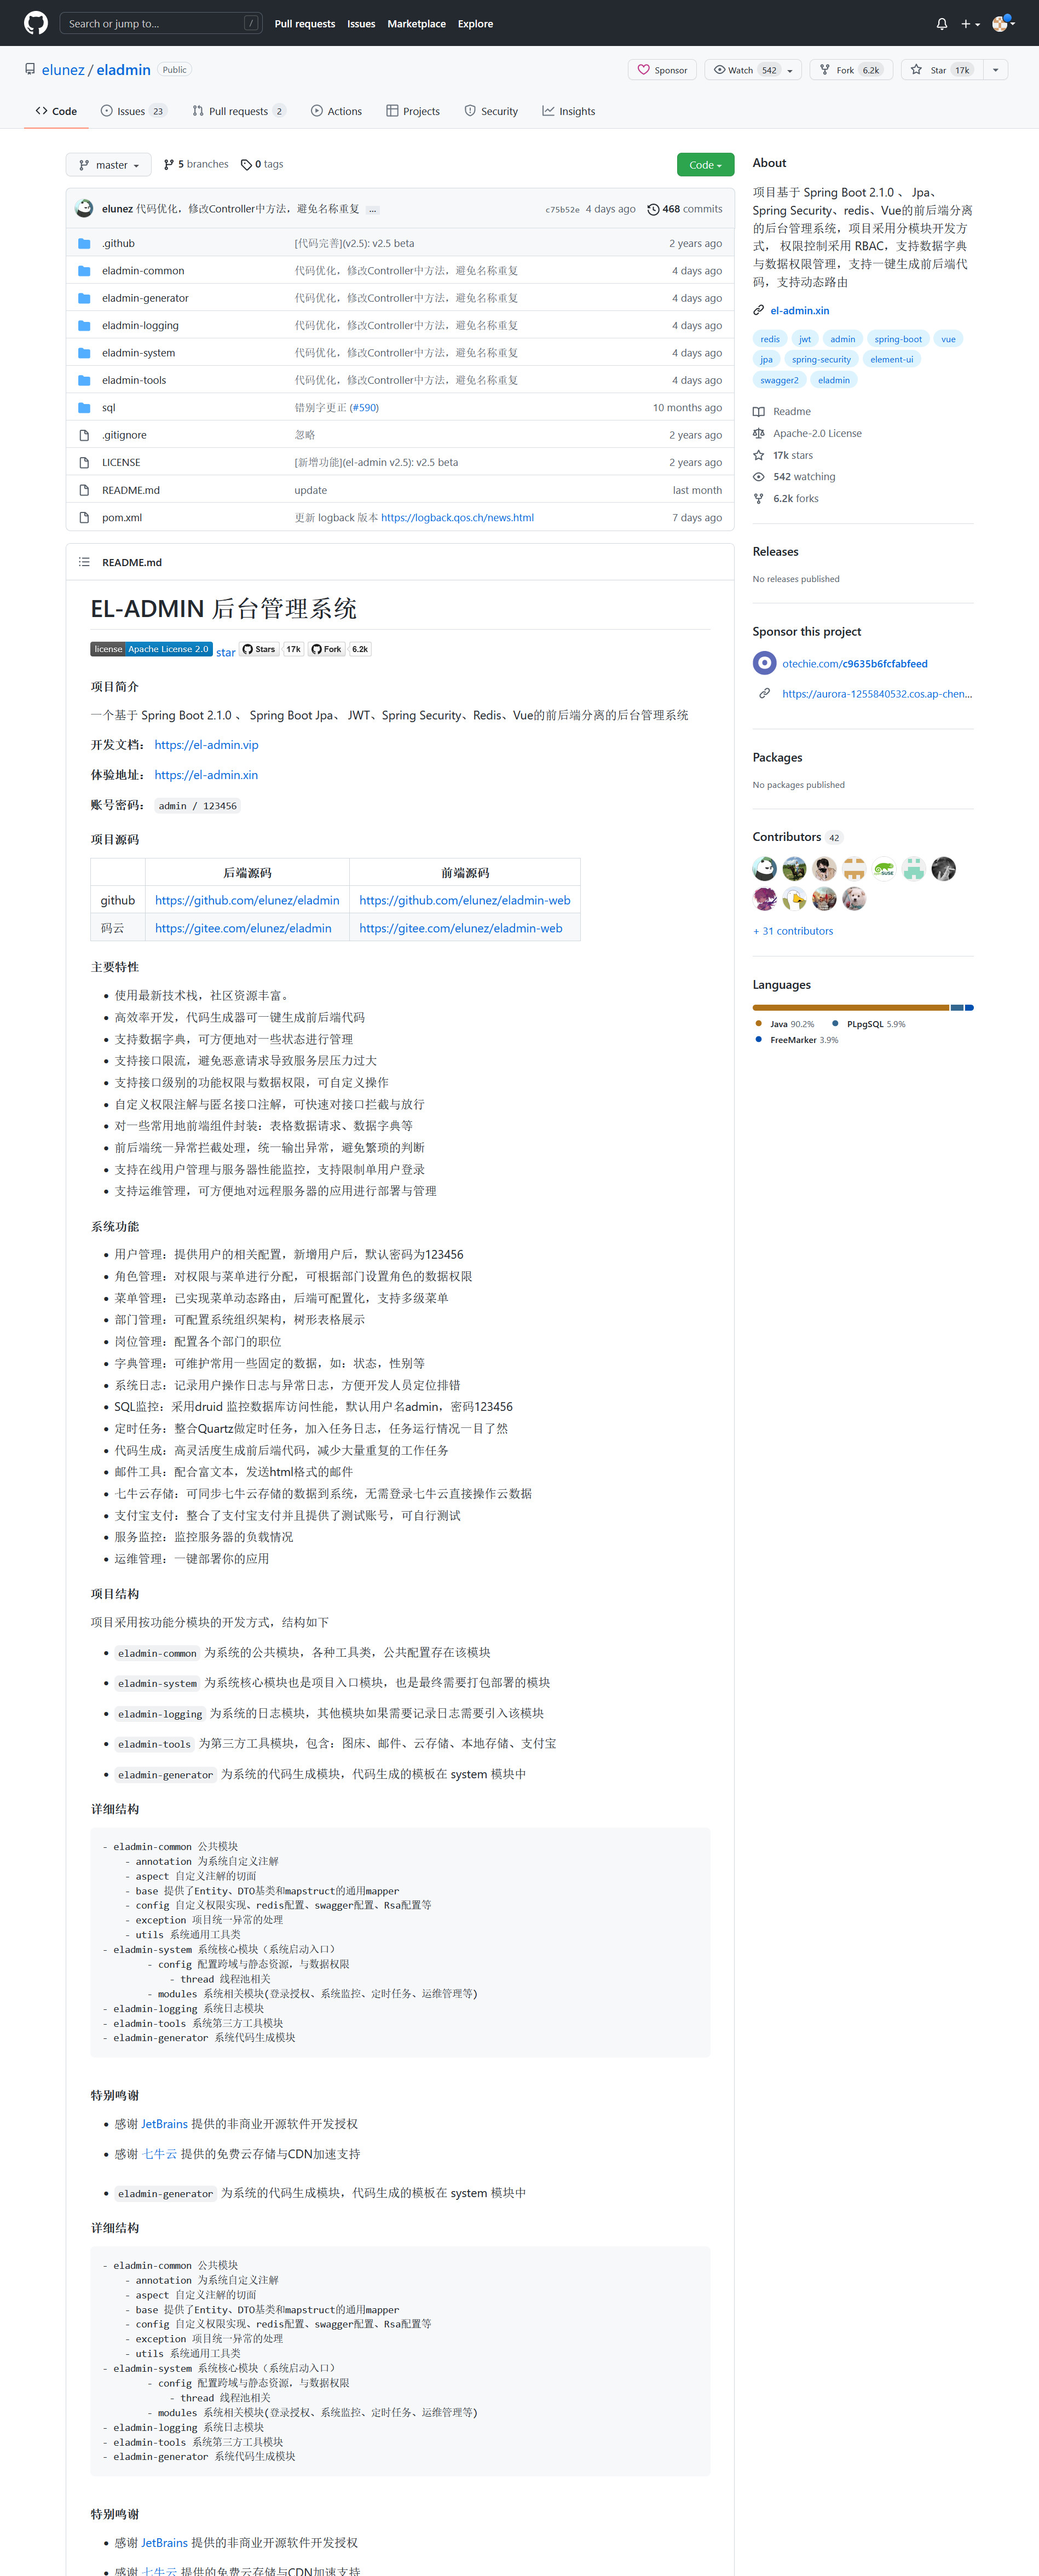 Search or jump to... /
Pull requests Issues Marketplace Explore
elunez / eladmin Public
Sponsor Watch 542 Fork 6.2k Star 17k
Code Issues 23 Pull requests 2 Actions Projects Security Insights
master 5 branches 0 tags Code
elunez 代码优化，修改Controller中方法，避免名称重复 ... c75b52e 4 days ago 468 commits
.github [代码完善](v2.5): v2.5 beta 2 years ago
eladmin-common 代码优化，修改Controller中方法，避免名称重复 4 days ago
eladmin-generator 代码优化，修改Controller中方法，避免名称重复 4 days ago
eladmin-logging 代码优化，修改Controller中方法，避免名称重复 4 days ago
eladmin-system 代码优化，修改Controller中方法，避免名称重复 4 days ago
eladmin-tools 代码优化，修改Controller中方法，避免名称重复 4 days ago
sql 错别字更正 (#590) 10 months ago
.gitignore 忽略 2 years ago
LICENSE [新增功能](el-admin v2.5): v2.5 beta 2 years ago
README.md update last month
pom.xml 更新 logback 版本 https://logback.qos.ch/news.html 7 days ago
README.md
EL-ADMIN 后台管理系统
license Apache License 2.0 star Stars 17k Fork 6.2k
项目简介
一个基于 Spring Boot 2.1.0 、 Spring Boot Jpa、 JWT、Spring Security、Redis、Vue的前后端分离的后台管理系统
开发文档： https://el-admin.vip
体验地址： https://el-admin.xin
账号密码： admin / 123456
项目源码
后端源码 前端源码
github https://github.com/elunez/eladmin https://github.com/elunez/eladmin-web
码云 https://gitee.com/elunez/eladmin https://gitee.com/elunez/eladmin-web
主要特性
使用最新技术栈，社区资源丰富。
高效率开发，代码生成器可一键生成前后端代码
支持数据字典，可方便地对一些状态进行管理
支持接口限流，避免恶意请求导致服务层压力过大
支持接口级别的功能权限与数据权限，可自定义操作
自定义权限注解与匿名接口注解，可快速对接口拦截与放行
对一些常用地前端组件封装：表格数据请求、数据字典等
前后端统一异常拦截处理，统一输出异常，避免繁琐的判断
支持在线用户管理与服务器性能监控，支持限制单用户登录
支持运维管理，可方便地对远程服务器的应用进行部署与管理
系统功能
用户管理：提供用户的相关配置，新增用户后，默认密码为123456
角色管理：对权限与菜单进行分配，可根据部门设置角色的数据权限
菜单管理：已实现菜单动态路由，后端可配置化，支持多级菜单
部门管理：可配置系统组织架构，树形表格展示
岗位管理：配置各个部门的职位
字典管理：可维护常用一些固定的数据，如：状态，性别等
系统日志：记录用户操作日志与异常日志，方便开发人员定位排错
SQL监控：采用druid 监控数据库访问性能，默认用户名admin，密码123456
定时任务：整合Quartz做定时任务，加入任务日志，任务运行情况一目了然
代码生成：高灵活度生成前后端代码，减少大量重复的工作任务
邮件工具：配合富文本，发送html格式的邮件
七牛云存储：可同步七牛云存储的数据到系统，无需登录七牛云直接操作云数据
支付宝支付：整合了支付宝支付并且提供了测试账号，可自行测试
服务监控：监控服务器的负载情况
运维管理：一键部署你的应用
项目结构
项目采用按功能分模块的开发方式，结构如下
eladmin-common 为系统的公共模块，各种工具类，公共配置存在该模块
eladmin-system 为系统核心模块也是项目入口模块，也是最终需要打包部署的模块
eladmin-logging 为系统的日志模块，其他模块如果需要记录日志需要引入该模块
eladmin-tools 为第三方工具模块，包含：图床、邮件、云存储、本地存储、支付宝
eladmin-generator 为系统的代码生成模块，代码生成的模板在 system 模块中
详细结构
- eladmin-common 公共模块
- annotation 为系统自定义注解
- aspect 自定义注解的切面
- base 提供了Entity、DTO基类和mapstruct的通用mapper
- config 自定义权限实现、redis配置、swagger配置、Rsa配置等
- exception 项目统一异常的处理
- utils 系统通用工具类
- eladmin-system 系统核心模块（系统启动入口）
- config 配置跨域与静态资源，与数据权限
- thread 线程池相关
- modules 系统相关模块(登录授权、系统监控、定时任务、运维管理等)
- eladmin-logging 系统日志模块
- eladmin-tools 系统第三方工具模块
- eladmin-generator 系统代码生成模块
特别鸣谢
感谢 JetBrains 提供的非商业开源软件开发授权
感谢 七牛云 提供的免费云存储与CDN加速支持
eladmin-generator 为系统的代码生成模块，代码生成的模板在 system 模块中
详细结构
- eladmin-common 公共模块
- annotation 为系统自定义注解
- aspect 自定义注解的切面
- base 提供了Entity、DTO基类和mapstruct的通用mapper
- config 自定义权限实现、redis配置、swagger配置、Rsa配置等
- exception 项目统一异常的处理
- utils 系统通用工具类
- eladmin-system 系统核心模块（系统启动入口）
- config 配置跨域与静态资源，与数据权限
- thread 线程池相关
- modules 系统相关模块(登录授权、系统监控、定时任务、运维管理等)
- eladmin-logging 系统日志模块
- eladmin-tools 系统第三方工具模块
- eladmin-generator 系统代码生成模块
特别鸣谢
感谢 JetBrains 提供的非商业开源软件开发授权
感谢 七牛云 提供的免费云存储与CDN加速支持
About
项目基于 Spring Boot 2.1.0 、 Jpa、
Spring Security、redis、Vue的前后端分离
的后台管理系统，项目采用分模块开发方
式， 权限控制采用 RBAC，支持数据字典
与数据权限管理，支持一键生成前后端代
码，支持动态路由
el-admin.xin
redis jwt admin spring-boot vue
jpa spring-security element-ui
swagger2 eladmin
Readme
Apache-2.0 License
17k stars
542 watching
6.2k forks
Releases
No releases published
Sponsor this project
otechie.com/c9635b6fcfabfeed
https://aurora-1255840532.cos.ap-chen...
Packages
No packages published
Contributors 42
+ 31 contributors
Languages
Java 90.2% PLpgSQL 5.9%
FreeMarker 3.9%